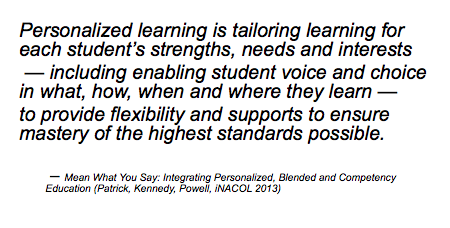 Personalized learning is tailoring learning for
each student’s strengths, needs and interests
— including enabling student voice and choice
in what, how, when and where they learn —
to provide flexibility and supports to ensure
mastery of the highest standards possible.
— Mean What You Say: Integrating Personalized, Blended and Competency
Education (Patrick, Kennedy, Powell, iNACOL 2013)